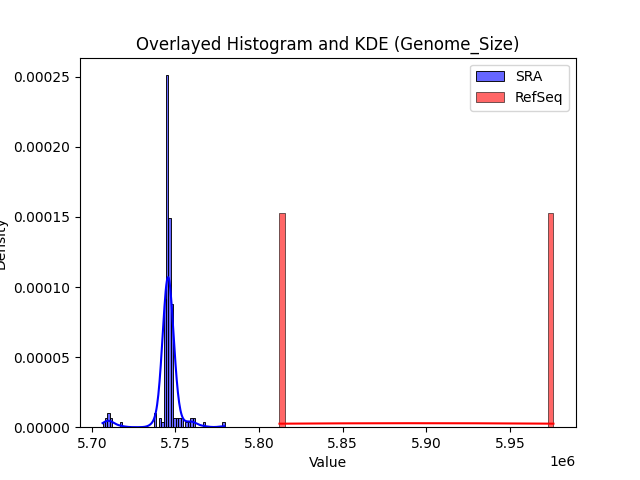 Overlayed Histogram and KDE (Genome_Size)
SRA
RefSeq
0.00025
0.00020
0.00015
0.00010
0.00005
0.00000
Density
5.70 5.75 5.80 5.85 5.90 5.95
1e6
Value